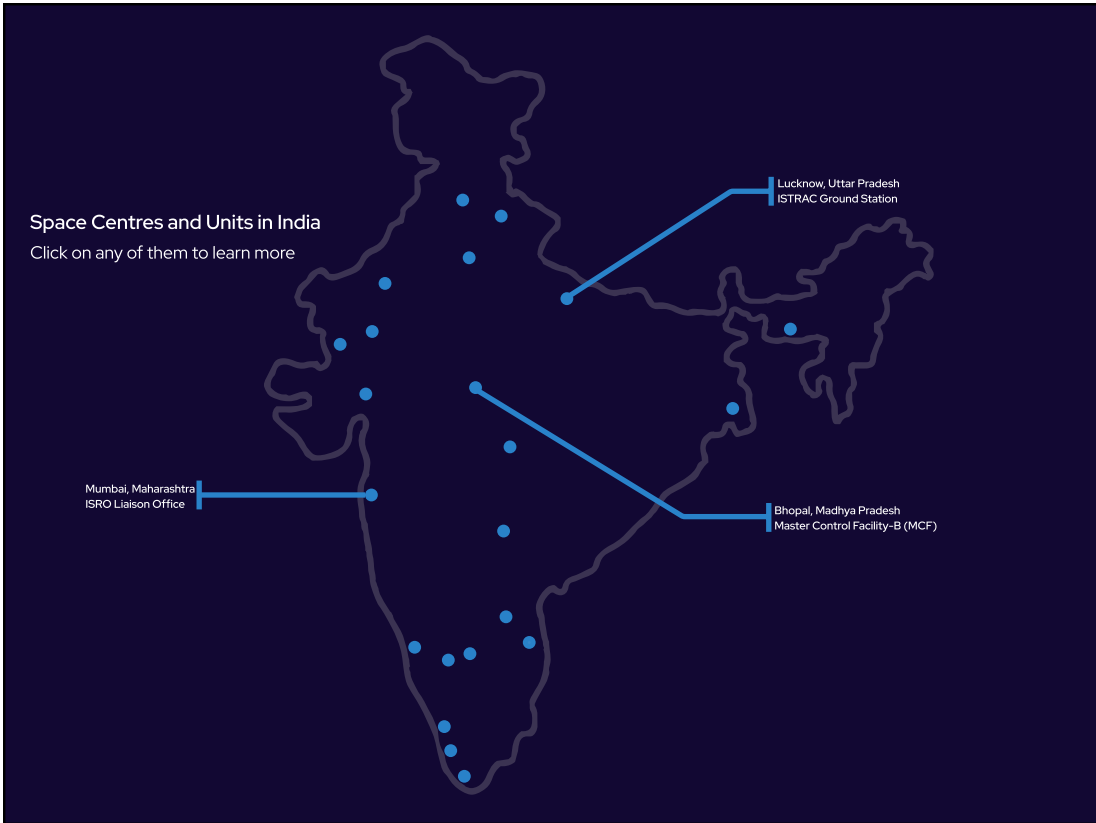 Space Centres and Units in India
Click on any of them to learn more
Lucknow, Uttar Pradesh
ISTRAC Ground Station
Mumbai, Maharashtra
ISRO Liaison Office
Bhopal, Madhya Pradesh
Master Control Facility-B (MCF)